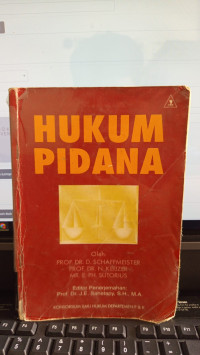 HUKUM
PIDANA
Oleh
PROF. DR. D. SCHAFFMEISTER
PROF. DR. N. KEIJZER
MR. E. PH. SUTORIUS
Editor Penerjemahan
Prof. Dr. J.E. Sahetapy, S.H., M.A.